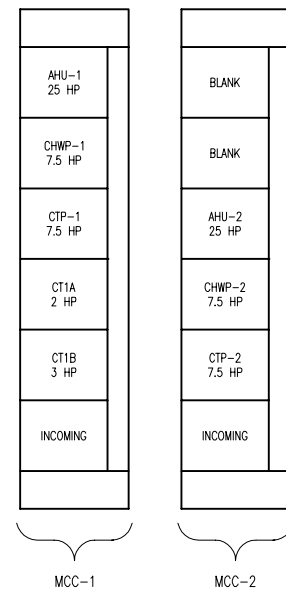 AHU-1
25 HP
CHWP-1
7.5 HP
CTP-1
7.5 HP
CT1A
2 HP
CT1B
3 HP
INCOMING
MCC-1
BLANK
BLANK
AHU-2
25 HP
CHWP-2
7.5 HP
CTP-2
7.5 HP
INCOMING
MCC-2